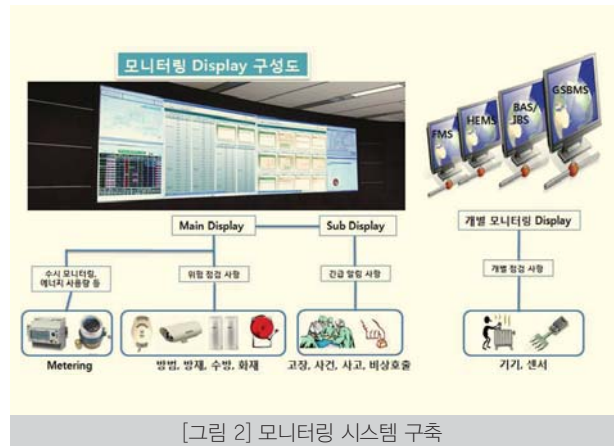 모니터링 Display 구성도
FMS
HEMS
BAS/
IBS
GSBMS
Main Display
Sub Display
개별 모니터링 Display
수시 모니터링,
에너지 사용량 등
위험 점검 사항
긴급 알림 사항
개별 점검 사항
Metering
방범, 방재, 수방, 화재
고장, 사건, 사고, 비상호출
기기, 센서
[그림 2] 모니터링 시스템 구축